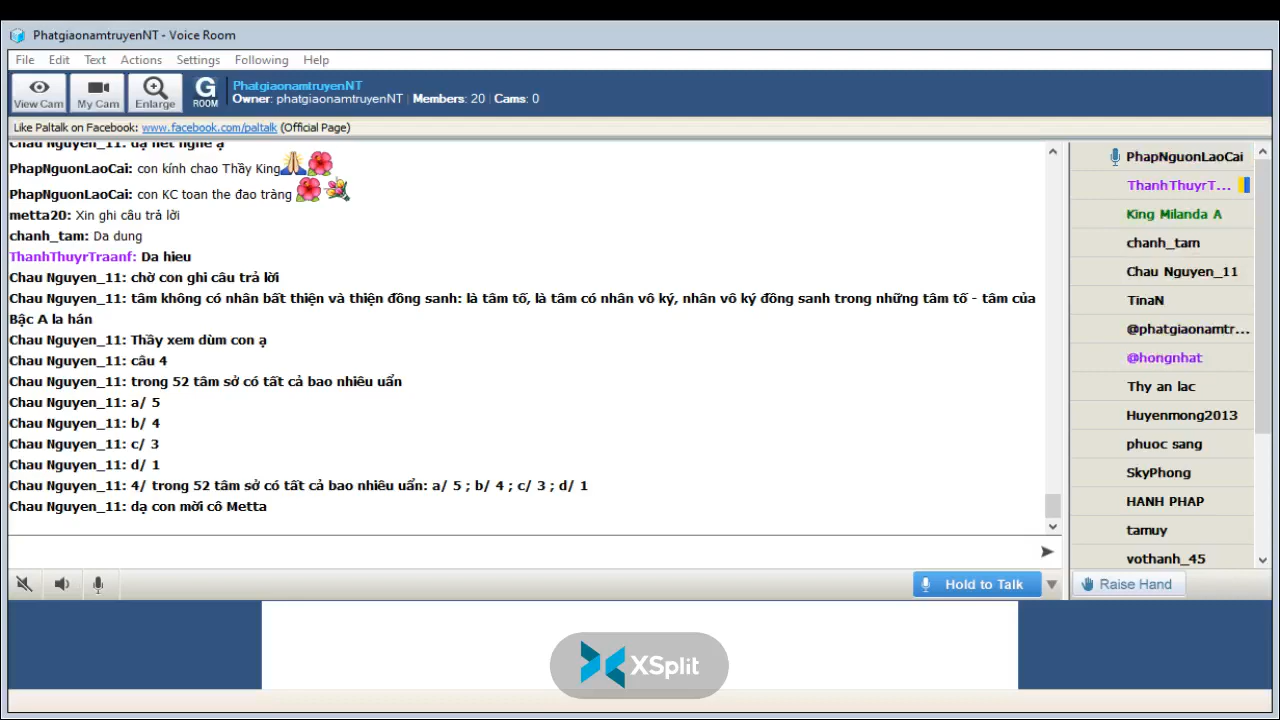 PhatgiaonamtruyenNT - Voice Room
File Edit Text Actions Settings Following Help
View Cam My Cam Enlarge G ROOM
PhatgiaonamtruyenNT
Owner: phatgiaonamtruyenNT | Members: 20 | Cams: 0
Like Paltalk on Facebook: www.facebook.com/paltalk (Official Page)
Chau Nguyen_11: dạ hết nghe ạ
PhapNguonLaoCai: con kính chao Thầy King
PhapNguonLaoCai: con KC toan the đao tràng
metta20: Xin ghi câu trả lời
chanh_tam: Da dung
ThanhThuyrTraanf: Da hieu
Chau Nguyen_11: chờ con ghi câu trả lời
Chau Nguyen_11: tâm không có nhân bất thiện và thiện đồng sanh: là tâm tố, là tâm có nhân vô ký, nhân vô ký đồng sanh trong những tâm tố - tâm của
Bậc A la hán
Chau Nguyen_11: Thầy xem dùm con ạ
Chau Nguyen_11: câu 4
Chau Nguyen_11: trong 52 tâm sở có tất cả bao nhiêu uẩn
Chau Nguyen_11: a/ 5
Chau Nguyen_11: b/ 4
Chau Nguyen_11: c/ 3
Chau Nguyen_11: d/ 1
Chau Nguyen_11: 4/ trong 52 tâm sở có tất cả bao nhiêu uẩn: a/ 5 ; b/ 4 ; c/ 3 ; d/ 1
Chau Nguyen_11: dạ con mời cô Metta
PhapNguonLaoCai
ThanhThuyrT...
King Milanda A
chanh_tam
Chau Nguyen_11
TinaN
@phatgiaonamtr...
@hongnhat
Thy an lac
Huyenmong2013
phuoc sang
SkyPhong
HANH PHAP
tamuy
vothanh_45
Hold to Talk
Raise Hand
XSplit